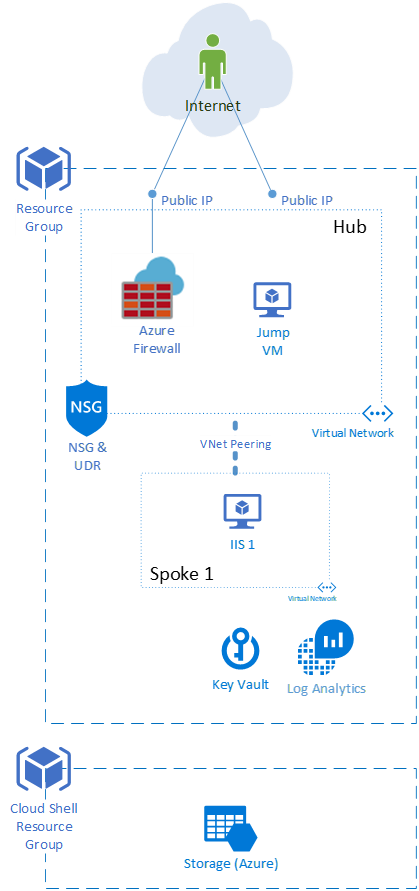 Internet
Resource
Group
Public IP
Public IP
Hub
Azure
Firewall
Jump
VM
NSG
NSG &
UDR
Virtual Network
VNet Peering
IIS 1
Spoke 1
Virtual Network
Key Vault
Log Analytics
Cloud Shell
Resource
Group
Storage (Azure)